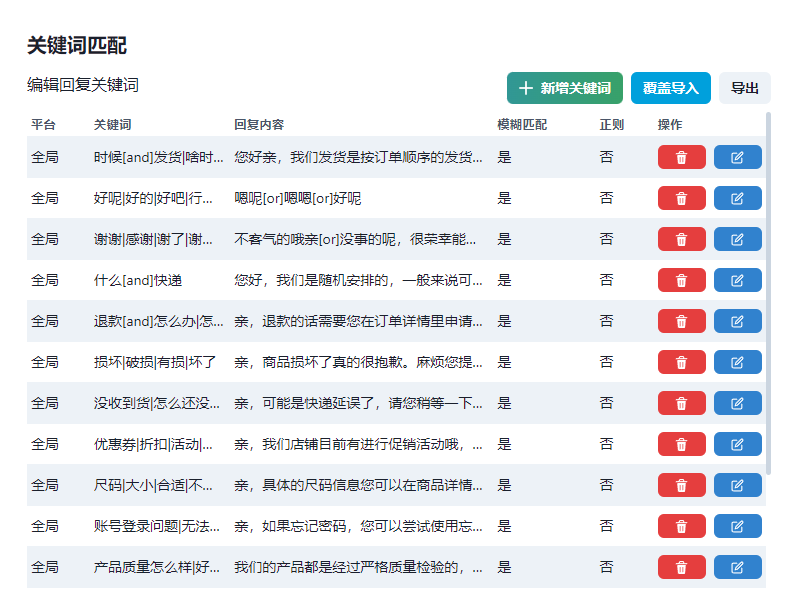 关键词匹配
编辑回复关键词
新增关键词 覆盖导入 导出
平台 关键词 回复内容 模糊匹配 正则 操作
全局 时候[and]发货|啥时... 您好亲，我们发货是按订单顺序的发货... 是 否
全局 好呢|好的|好吧|行... 嗯呢[or]嗯嗯[or]好呢 是 否
全局 谢谢|感谢|谢了|谢... 不客气的哦亲[or]没事的呢，很荣幸能... 是 否
全局 什么[and]快递 您好，我们是随机安排的，一般来说可... 是 否
全局 退款[and]怎么办|怎... 亲，退款的话需要您在订单详情里申请... 是 否
全局 损坏|破损|有损|坏了 亲，商品损坏了真的很抱歉。麻烦您提... 是 否
全局 没收到货|怎么还没... 亲，可能是快递延误了，请您稍等一下... 是 否
全局 优惠券|折扣|活动|... 亲，我们店铺目前有进行促销活动哦，... 是 否
全局 尺码|大小|合适|不... 亲，具体的尺码信息您可以在商品详情... 是 否
全局 账号登录问题|无法... 亲，如果忘记密码，您可以尝试使用忘... 是 否
全局 产品质量怎么样|好... 我们的产品都是经过严格质量检验的，... 是 否